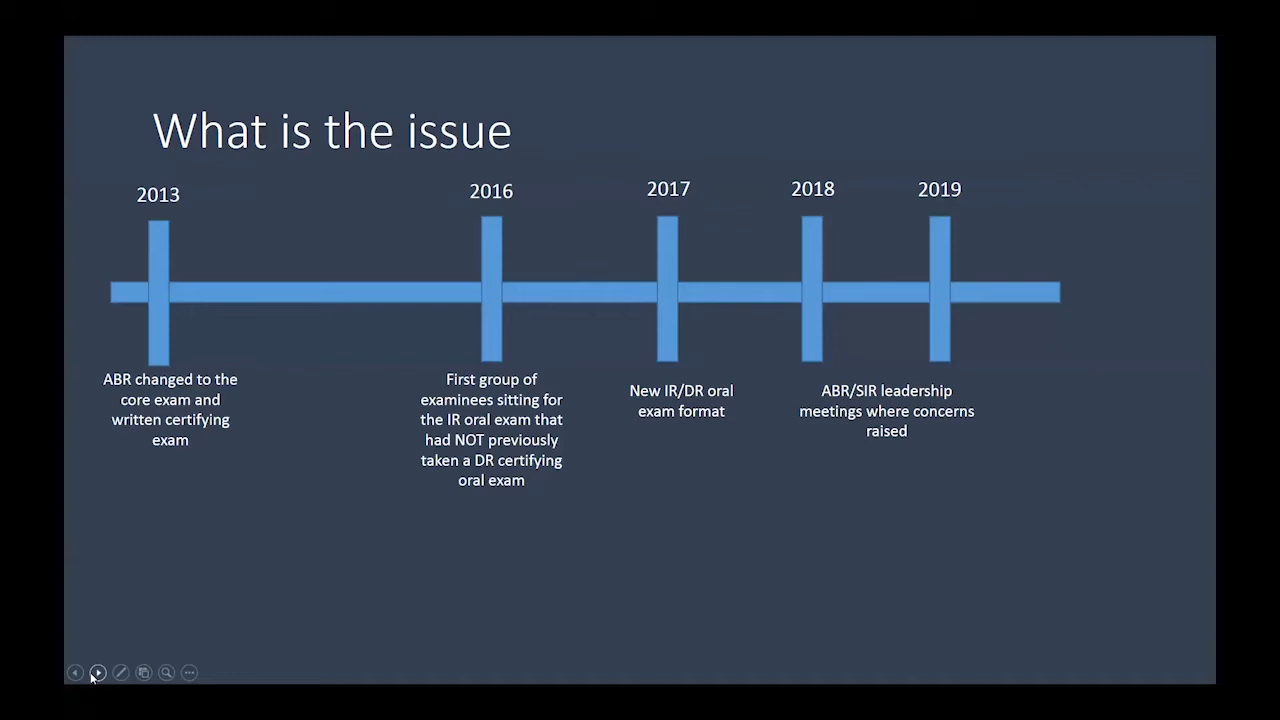 What is the issue
2013
2016
2017
2018
2019
ABR changed to the
core exam and
written certifying
exam
First group of
examinees sitting for
the IR oral exam that
had NOT previously
taken a DR certifying
oral exam
New IR/DR oral
exam format
ABR/SIR leadership
meetings where concerns
raised